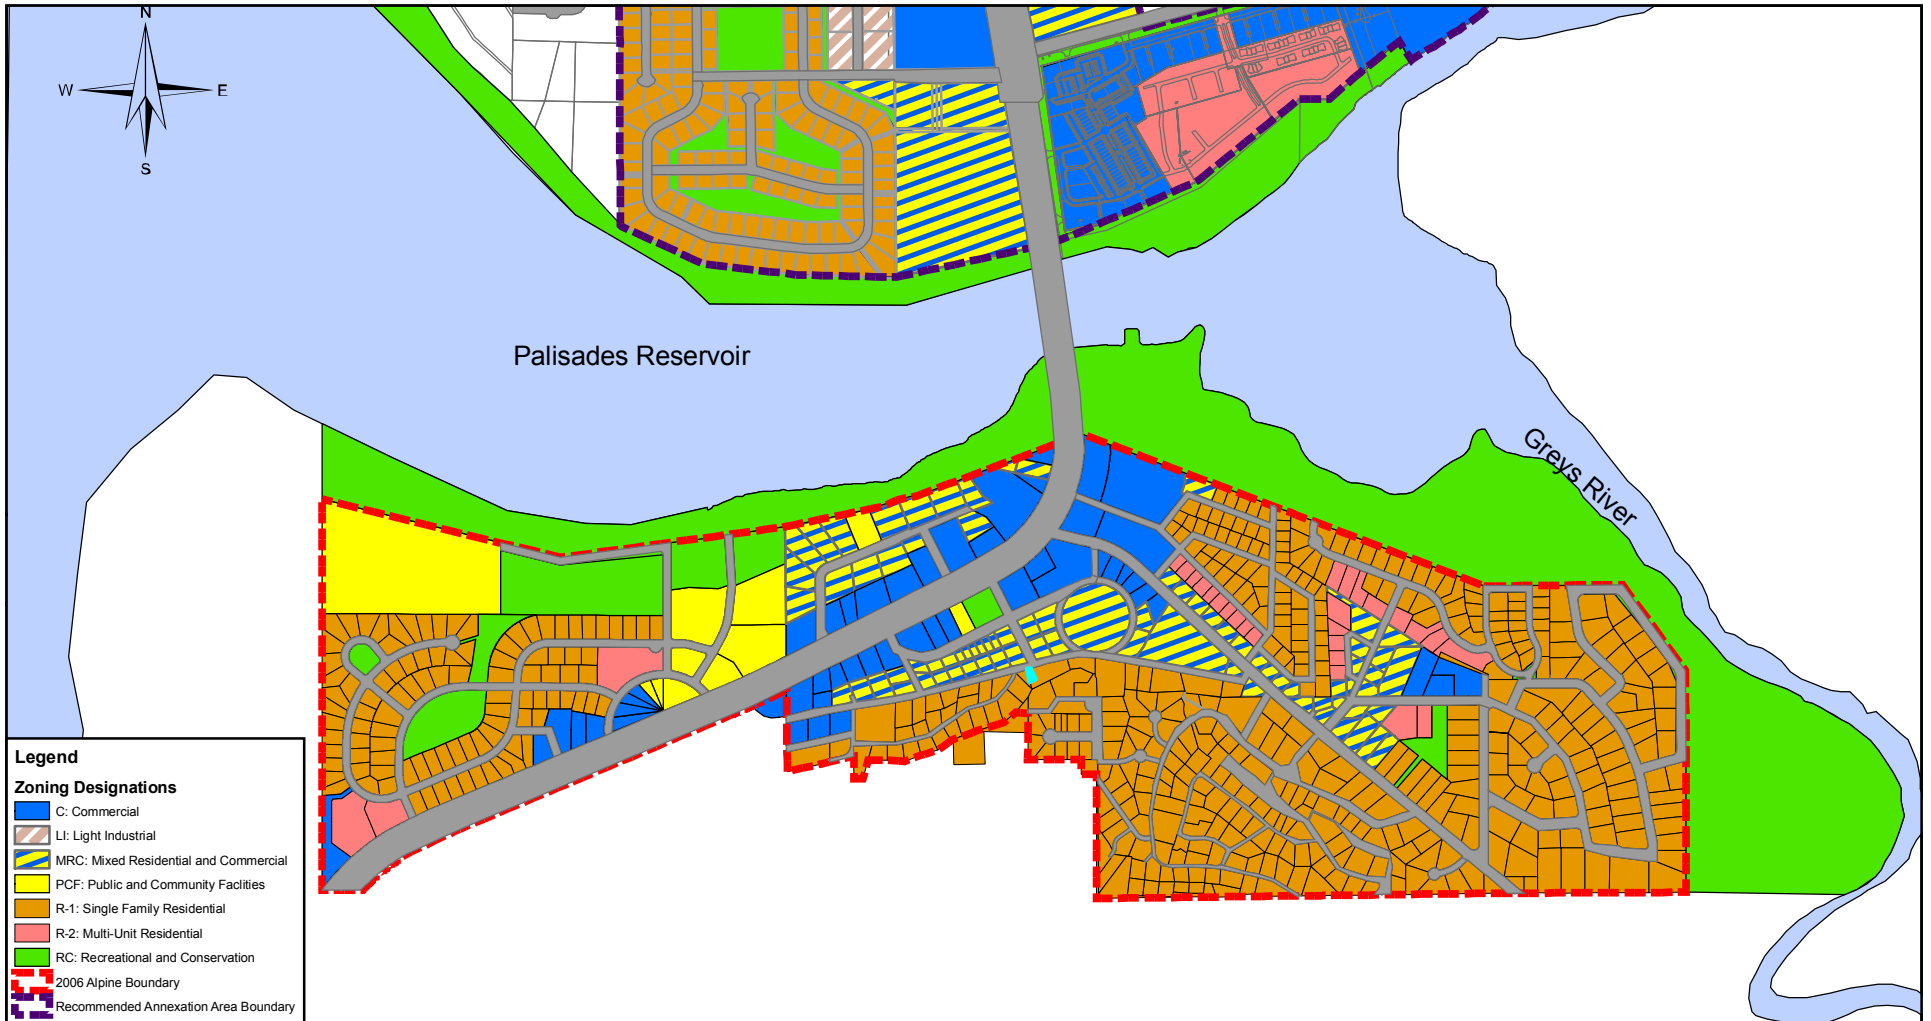 N
W E
S
Palisades Reservoir
Greys River
Legend
Zoning Designations
C: Commercial
LI: Light Industrial
MRC: Mixed Residential and Commercial
PCF: Public and Community Faclities
R-1: Single Family Residential
R-2: Multi-Unit Residential
RC: Recreational and Conservation
2006 Alpine Boundary
Recommended Annexation Area Boundary